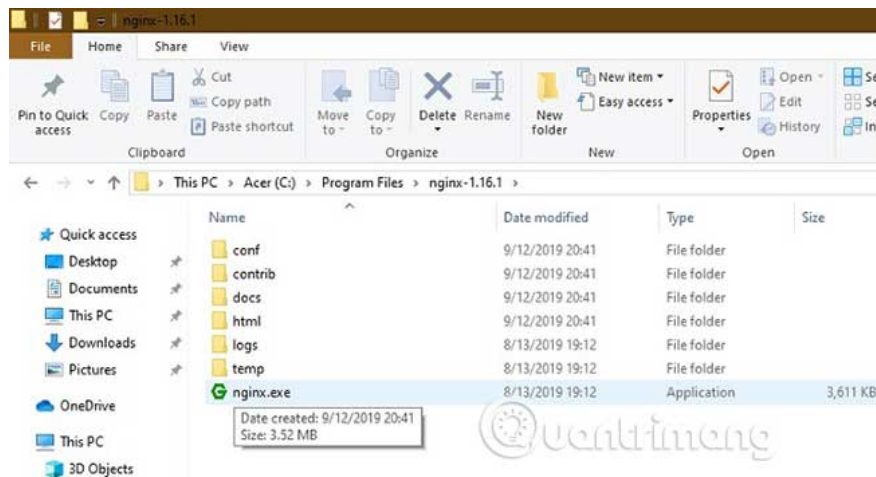 nginx-1.16.1
File Home Share View
Pin to Quick access
Copy
Paste
Cut
Copy path
Paste shortcut
Clipboard
Move to
Copy to
Delete
Rename
Organize
New folder
New item
Easy access
New
Properties
Open
Edit
History
Open
Se
Se
In
This PC > Acer (C:) > Program Files > nginx-1.16.1 >
Name Date modified Type Size
Quick access
Desktop
Documents
This PC
Downloads
Pictures
OneDrive
This PC
3D Objects
conf 9/12/2019 20:41 File folder
contrib 9/12/2019 20:41 File folder
docs 9/12/2019 20:41 File folder
html 9/12/2019 20:41 File folder
logs 8/13/2019 19:12 File folder
temp 8/13/2019 19:12 File folder
nginx.exe 8/13/2019 19:12 Application 3,611 KB
Date created: 9/12/2019 20:41
Size: 3.52 MB
Quantrimang